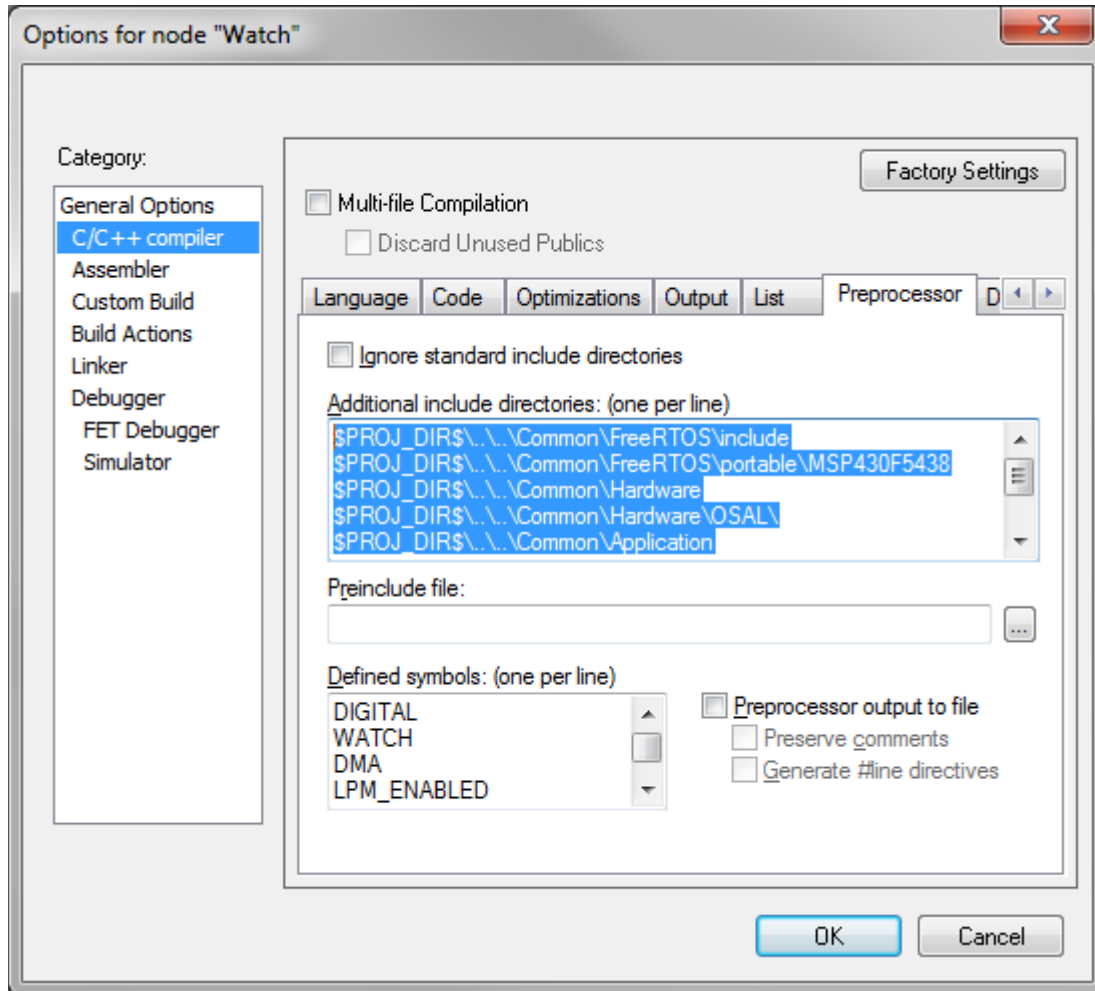 Options for node "Watch"
Category:
General Options
C/C++ compiler
Assembler
Custom Build
Build Actions
Linker
Debugger
FET Debugger
Simulator
Factory Settings
Multi-file Compilation
Discard Unused Publics
Language Code Optimizations Output List Preprocessor D
Ignore standard include directories
Additional include directories: (one per line)
$PROJ_DIR$\..\..\Common\FreeRTOS\include
$PROJ_DIR$\..\..\Common\FreeRTOS\portable\MSP430F5438
$PROJ_DIR$\..\..\Common\Hardware
$PROJ_DIR$\..\..\Common\Hardware\OSAL\
$PROJ_DIR$\..\..\Common\Application
Preinclude file:
...
Defined symbols: (one per line)
DIGITAL
WATCH
DMA
LPM_ENABLED
Preprocessor output to file
Preserve comments
Generate #line directives
OK Cancel